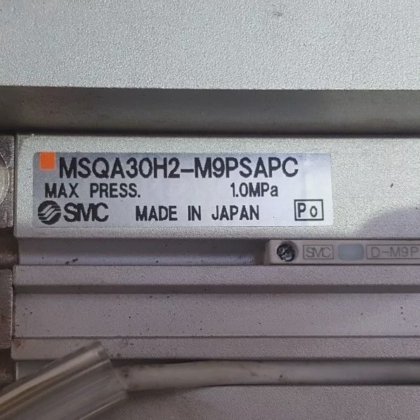 MSQA30H2-M9PSAPC
MAX PRESS. 1.0MPa
SMC MADE IN JAPAN Po
SMC D-M9P